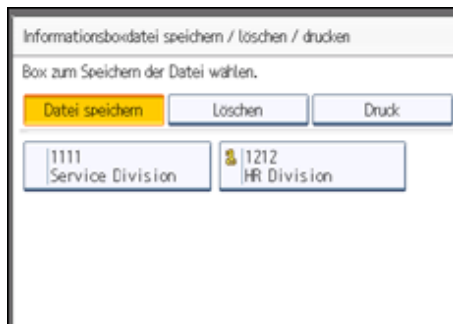 Informationsboxdatei speichern / löschen / drucken
Box zum Speichern der Datei wählen.
Datei speichern
Löschen
Druck
1111
Service Division
1212
HR Division